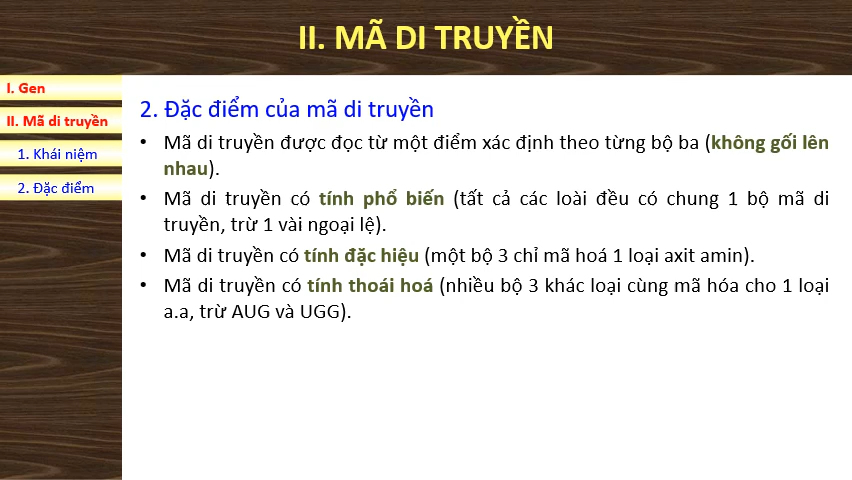 II. MÃ DI TRUYỀN
I. Gen
II. Mã di truyền
1. Khái niệm
2. Đặc điểm
2. Đặc điểm của mã di truyền
• Mã di truyền được đọc từ một điểm xác định theo từng bộ ba (không gối lên
nhau).
• Mã di truyền có tính phổ biến (tất cả các loài đều có chung 1 bộ mã di
truyền, trừ 1 vài ngoại lệ).
• Mã di truyền có tính đặc hiệu (một bộ 3 chỉ mã hoá 1 loại axit amin).
• Mã di truyền có tính thoái hoá (nhiều bộ 3 khác loại cùng mã hóa cho 1 loại
a.a, trừ AUG và UGG).